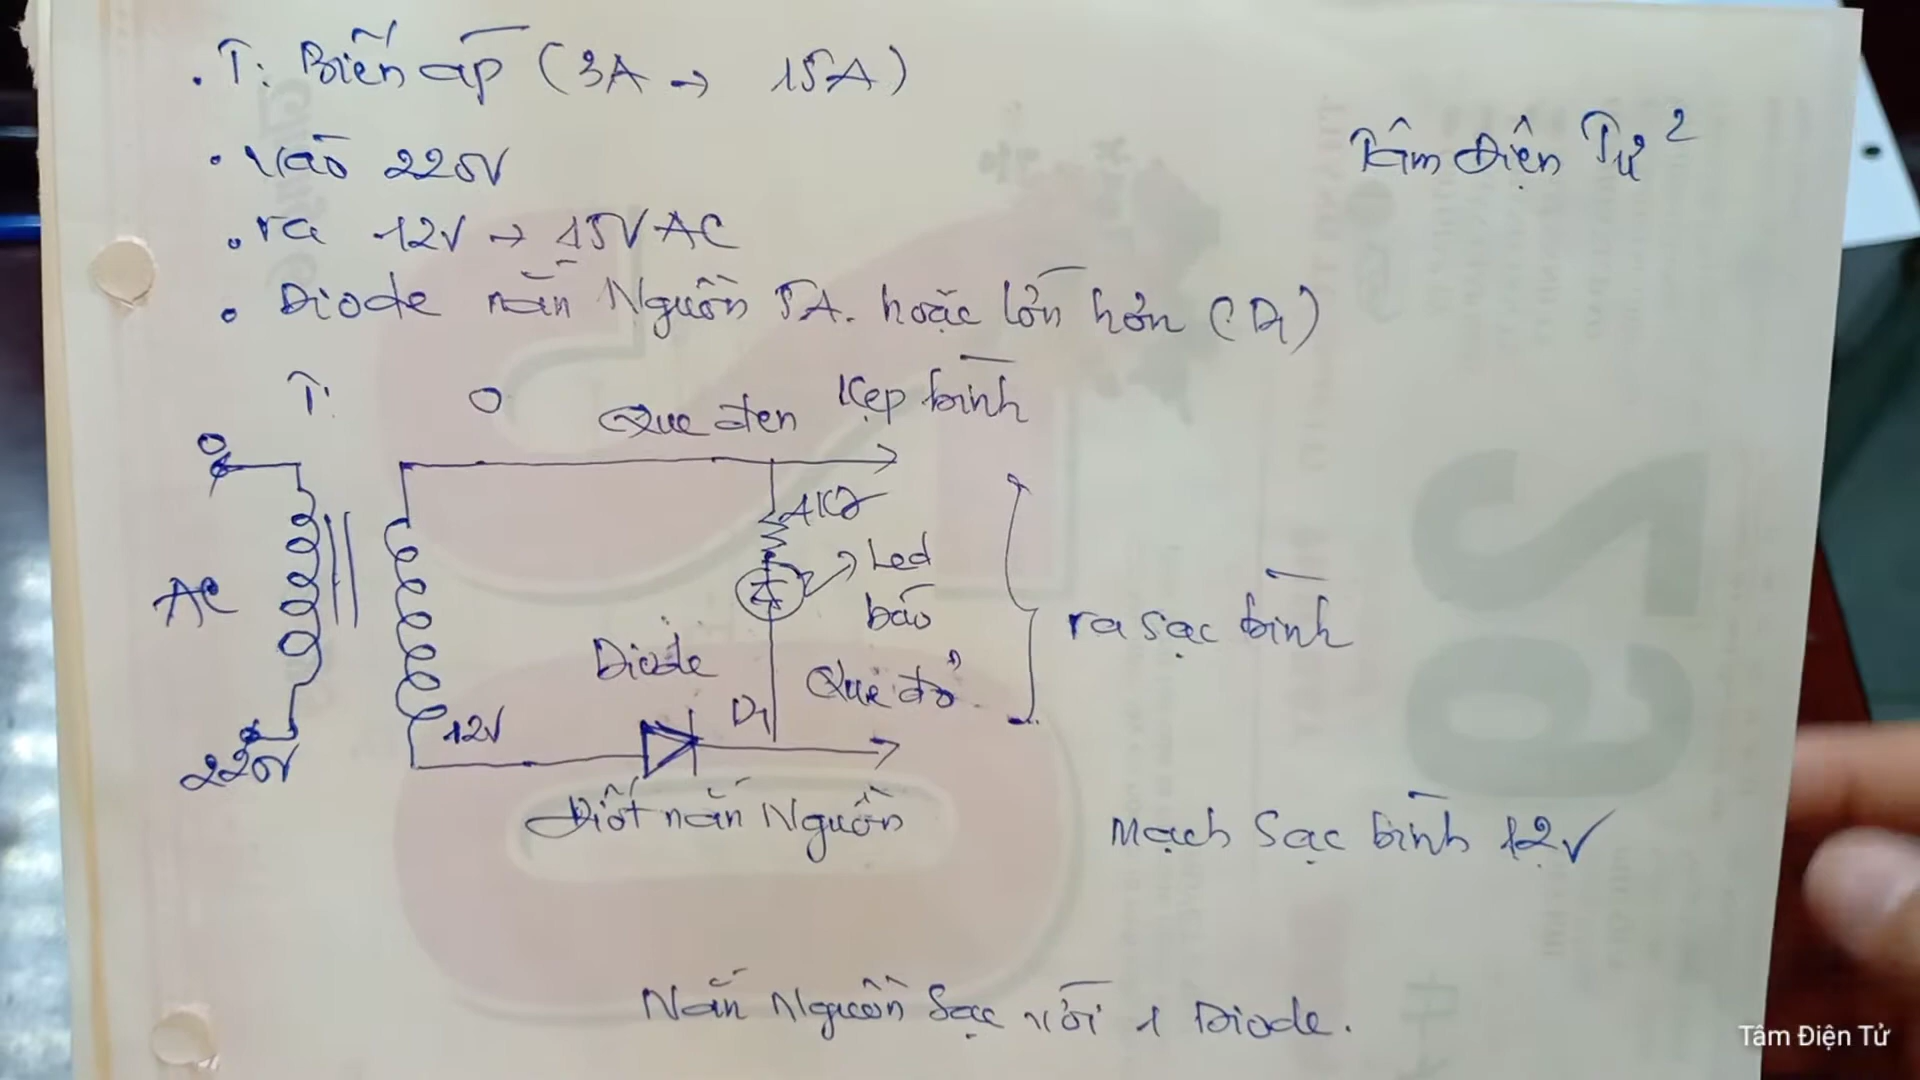 . T: Biến áp (3A → 15A)
Tâm Điện Tử 2
. Vào 220V
. ra 12V → 15V AC
. Diode nắn Nguồn 5A. hoặc lớn hơn (D1)
T:
O
Que đen
Kẹp bình
O
1KΩ
Led
báo
AC
ra sạc bình
Diode
Que đỏ
D1
12V
220V
Điốt nắn Nguồn
Mạch Sạc bình 12V
Nắn Nguồn Sạc với 1 Diode.
Tâm Điện Tử